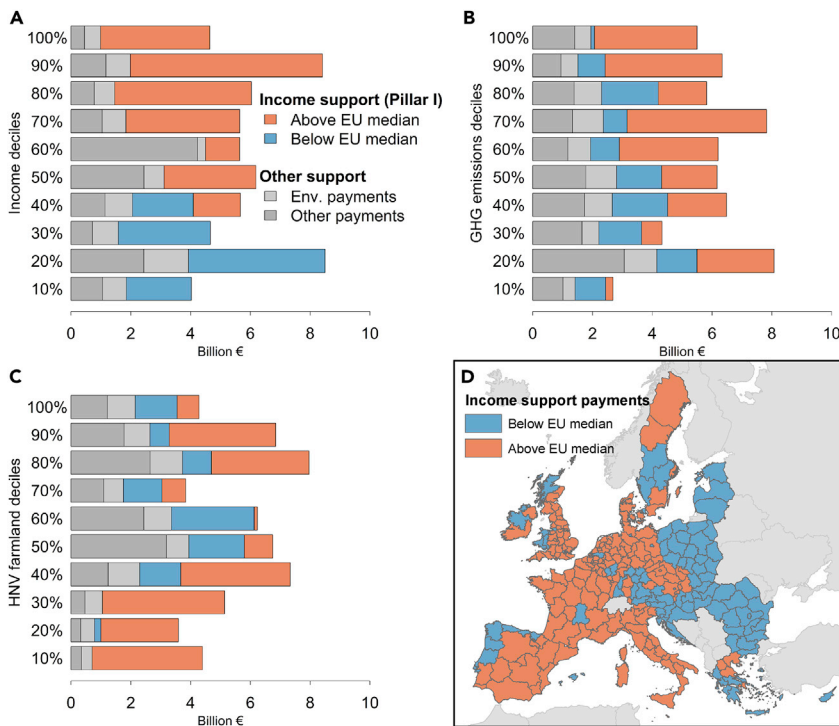 A
Income deciles
100%
90%
80%
70%
60%
50%
40%
30%
20%
10%
Income support (Pillar I)
Above EU median
Below EU median
Other support
Env. payments
Other payments
0 2 4 6 8 10
Billion €
B
GHG emissions deciles
100%
90%
80%
70%
60%
50%
40%
30%
20%
10%
0 2 4 6 8 10
Billion €
C
HNV farmland deciles
100%
90%
80%
70%
60%
50%
40%
30%
20%
10%
0 2 4 6 8 10
Billion €
D
Income support payments
Below EU median
Above EU median